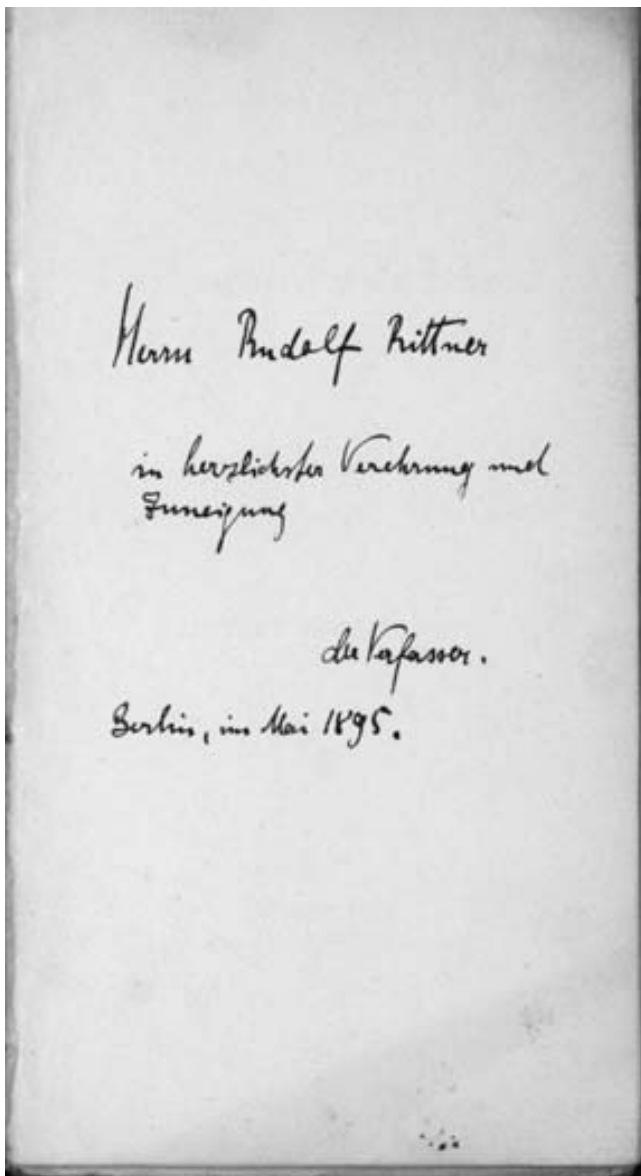 Herrn Rudolf Rittner
in herzlichster Verehrung und
Zuneigung
der Verfasser.
Berlin, im Mai 1895.